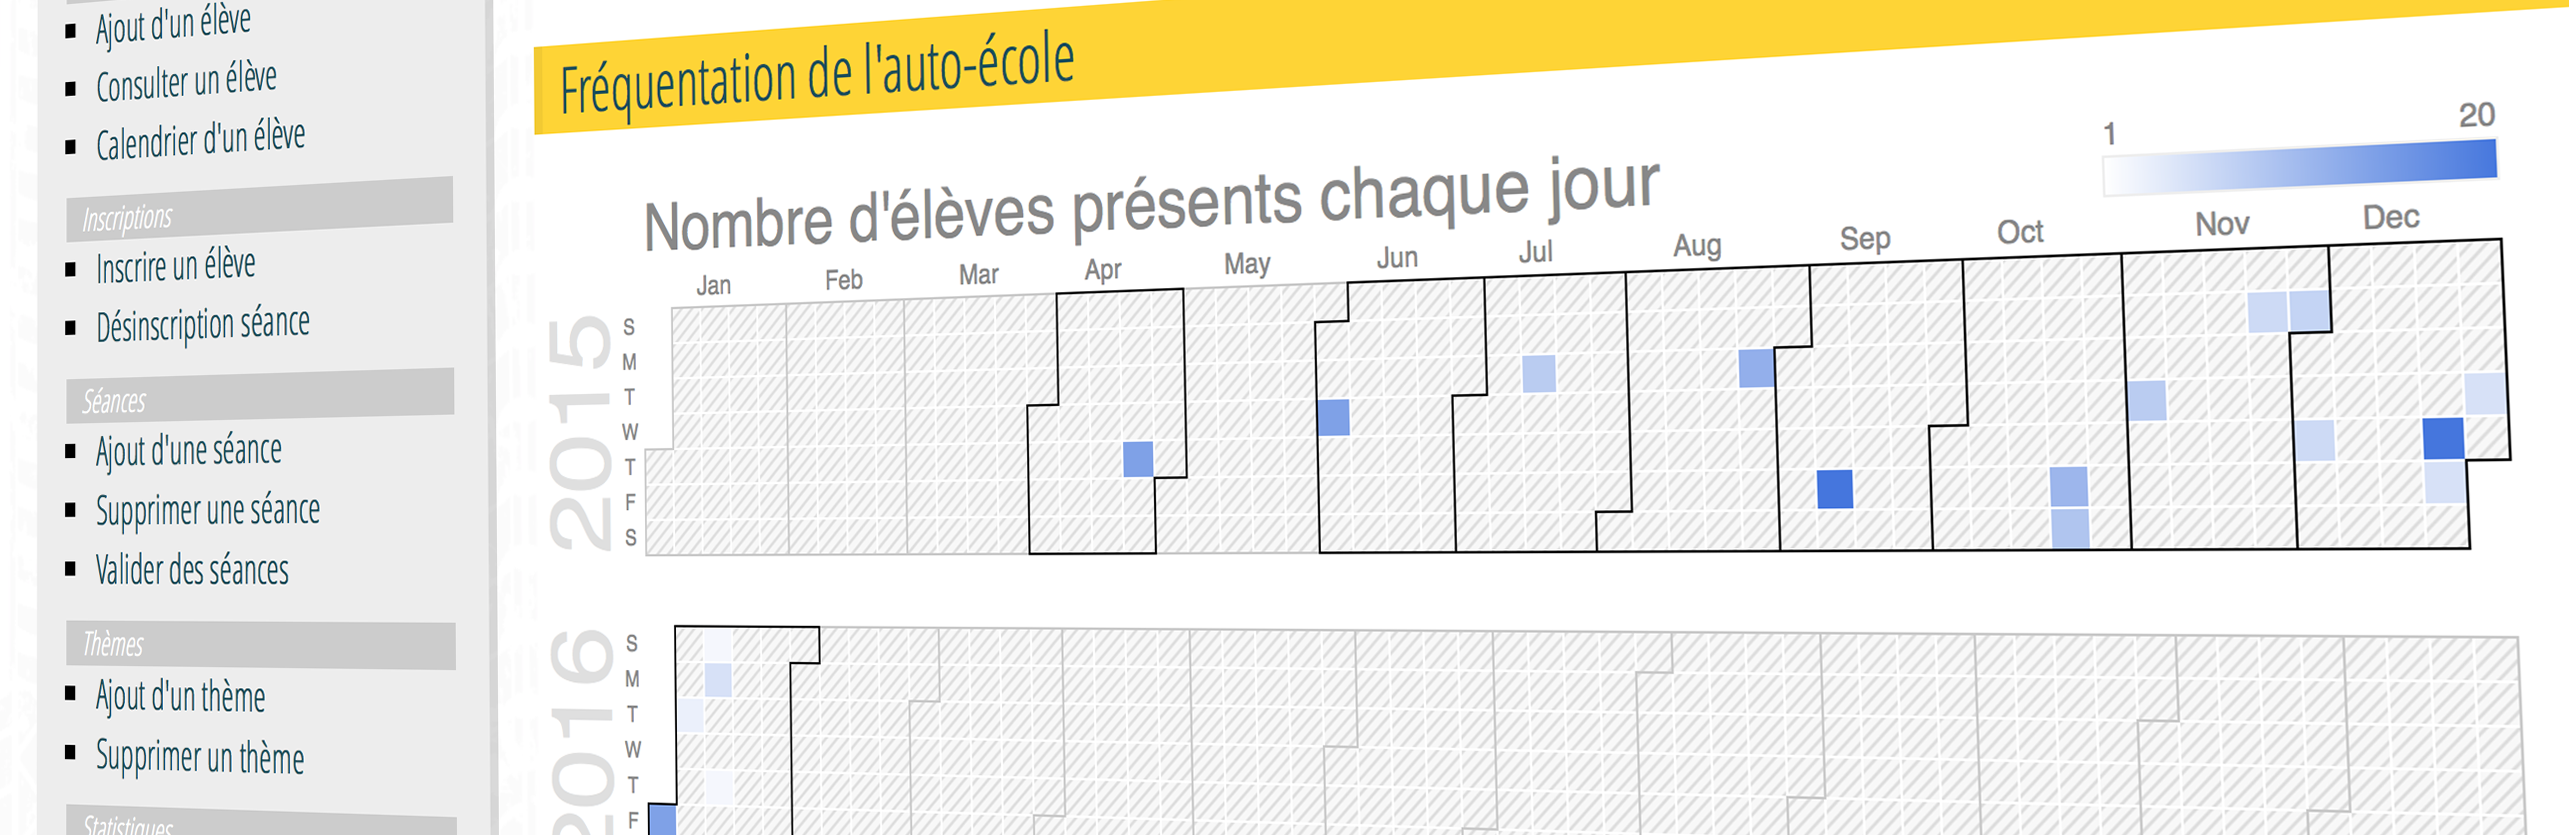 Ajout d'un élève
Consulter un élève
Calendrier d'un élève
Inscriptions
Inscrire un élève
Désinscription séance
Séances
Ajout d'une séance
Supprimer une séance
Valider des séances
Thèmes
Ajout d'un thème
Supprimer un thème
Statistiques
Fréquentation de l'auto-école
Nombre d'élèves présents chaque jour
1 20
Jan Feb Mar Apr May Jun Jul Aug Sep Oct Nov Dec
2015
S
M
T
W
T
F
S
2016
S
M
T
W
T
F